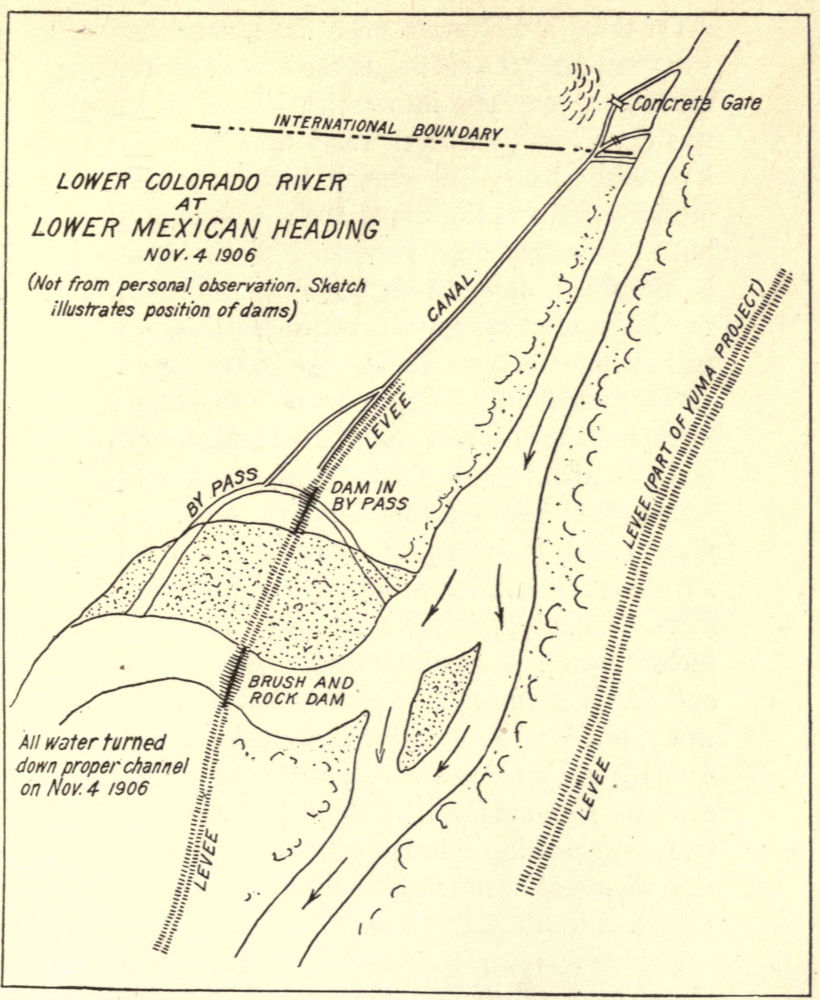 Concrete Gate
INTERNATIONAL BOUNDARY
LOWER COLORADO RIVER
AT
LOWER MEXICAN HEADING
NOV. 4 1906
(Not from personal observation. Sketch
illustrates position of dams)
CANAL
LEVEE
LEVEE (PART OF YUMA PROJECT)
BY PASS
DAM IN
BY PASS
BRUSH AND
ROCK DAM
All water turned
down proper channel
on Nov. 4 1906
LEVEE
LEVEE